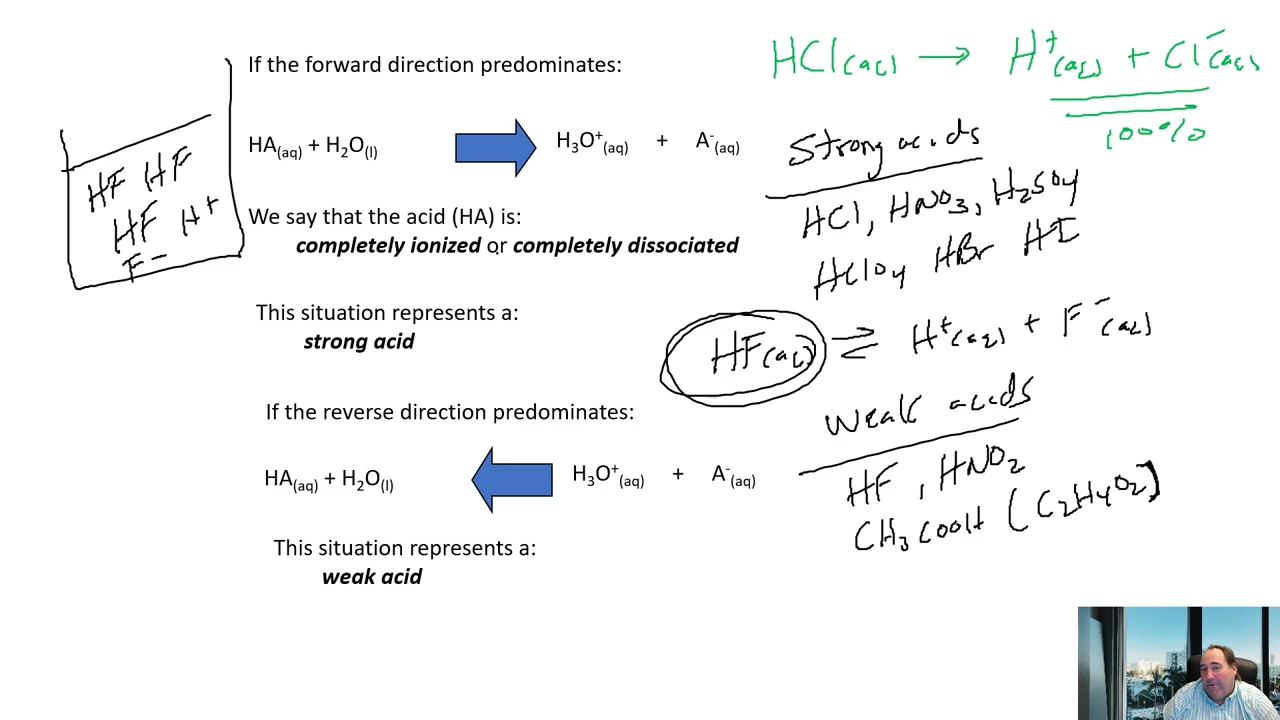 HCl(aq) → H⁺(aq) + Cl⁻(aq)
100%
If the forward direction predominates:
HA(aq) + H₂O(l) H₃O⁺(aq) + A⁻(aq)
We say that the acid (HA) is:
completely ionized or completely dissociated
This situation represents a:
strong acid
HF HF
HF H⁺
F⁻
Strong acids
HCl, HNO₃, H₂SO₄
HClO₄ HBr HI
HF(aq) ⇌ H⁺(aq) + F⁻(aq)
If the reverse direction predominates:
HA(aq) + H₂O(l) H₃O⁺(aq) + A⁻(aq)
This situation represents a:
weak acid
Weak acids
HF, HNO₂
CH₃COOH (C₂H₄O₂)